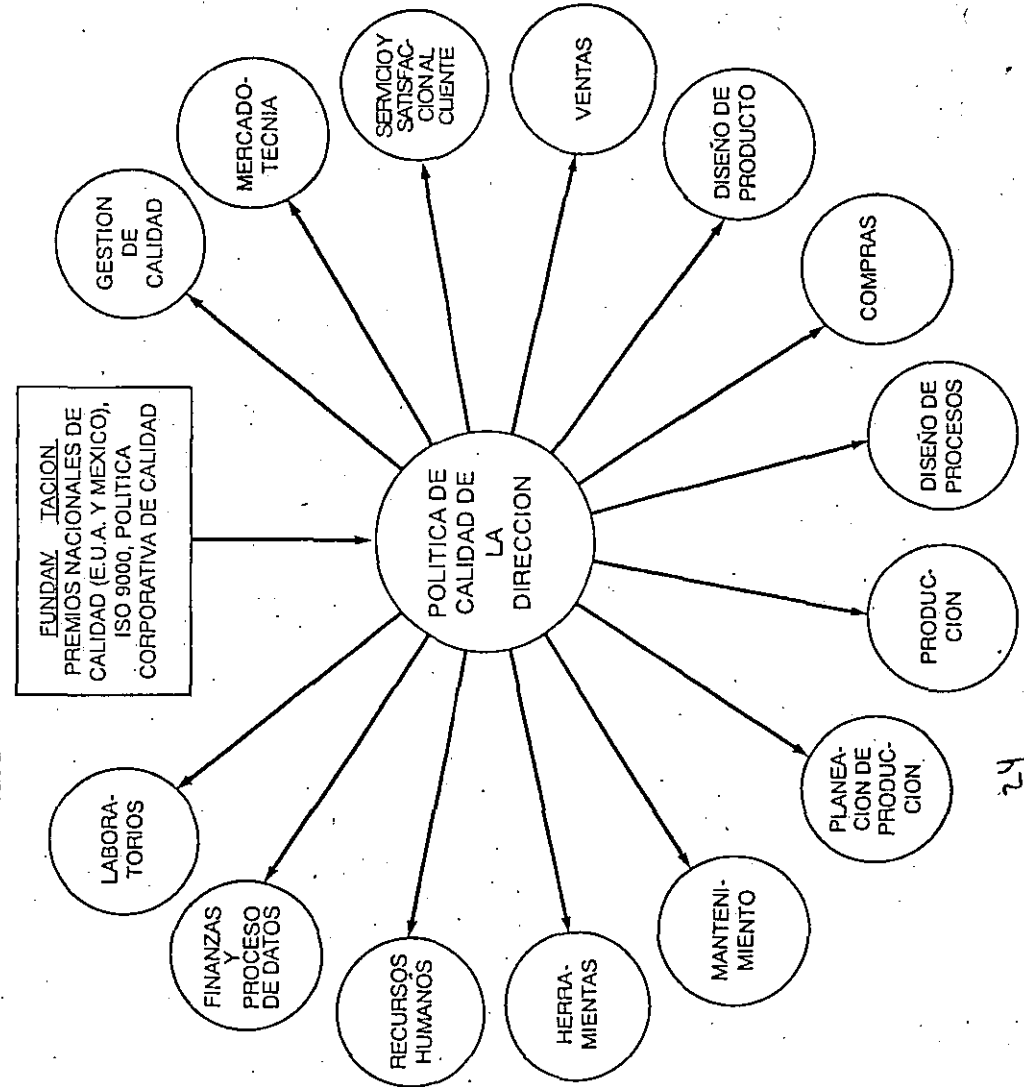 FUNDAM TACION
PREMIOS NACIONALES DE
CALIDAD (E.U.A. Y MEXICO),
ISO 9000, POLITICA
CORPORATIVA DE CALIDAD
POLITICA DE
CALIDAD DE
LA
DIRECCION
GESTION
DE
CALIDAD
MERCADO-
TECNIA
SERVICIO Y
SATISFAC-
CION AL
CLIENTE
VENTAS
DISEÑO DE
PRODUCTO
COMPRAS
DISEÑO DE
PROCESOS
PRODUC-
CION
PLANEA-
CION DE
PRODUC-
CION
MANTENI-
MIENTO
HERRA-
MIENTAS
RECURSOS
HUMANOS
FINANZAS
Y
PROCESO
DE DATOS
LABORA-
TORIOS
24